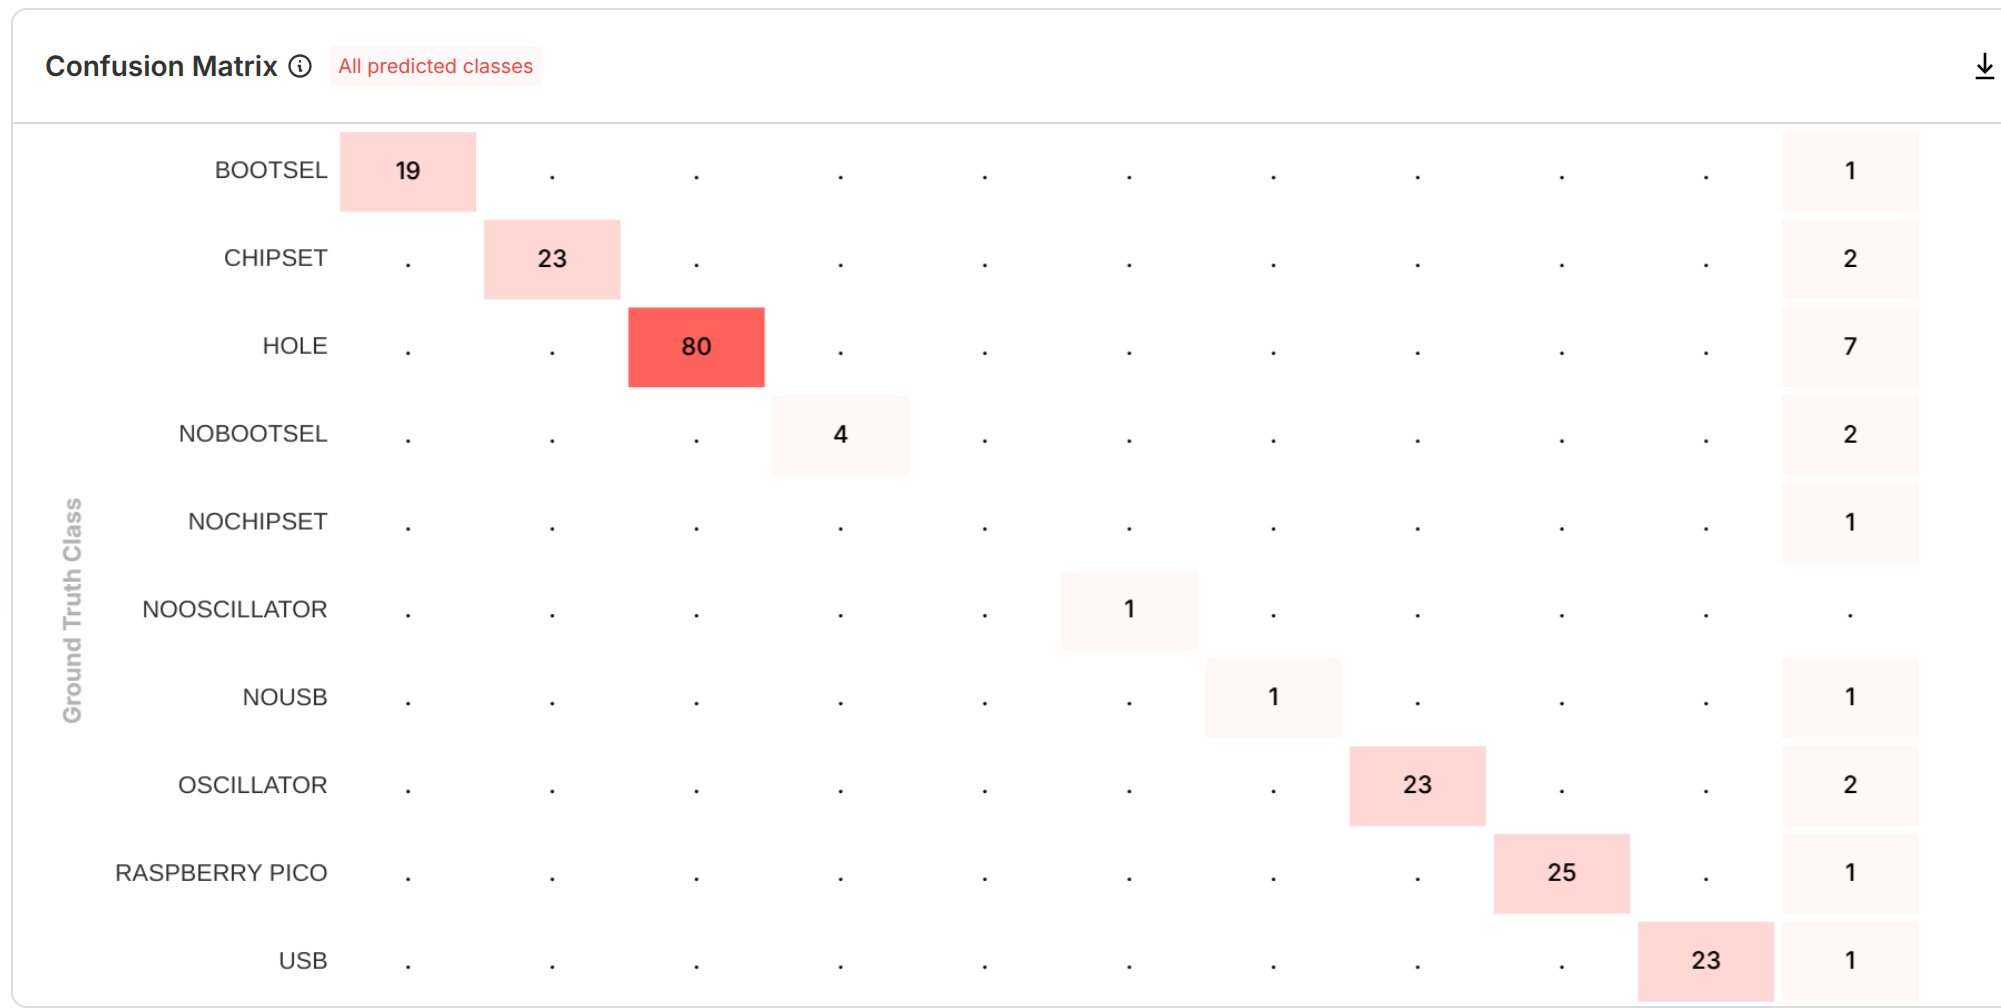 Confusion Matrix All predicted classes
BOOTSEL 19 . . . . . . . . . 1
CHIPSET . 23 . . . . . . . . 2
HOLE . . 80 . . . . . . . 7
NOBOOTSEL . . . 4 . . . . . . 2
NOCHIPSET . . . . . . . . . . 1
NOOSCILLATOR . . . . . 1 . . . . .
NOUSB . . . . . . 1 . . . 1
OSCILLATOR . . . . . . . 23 . . 2
RASPBERRY PICO . . . . . . . . 25 . 1
USB . . . . . . . . . 23 1
Ground Truth Class